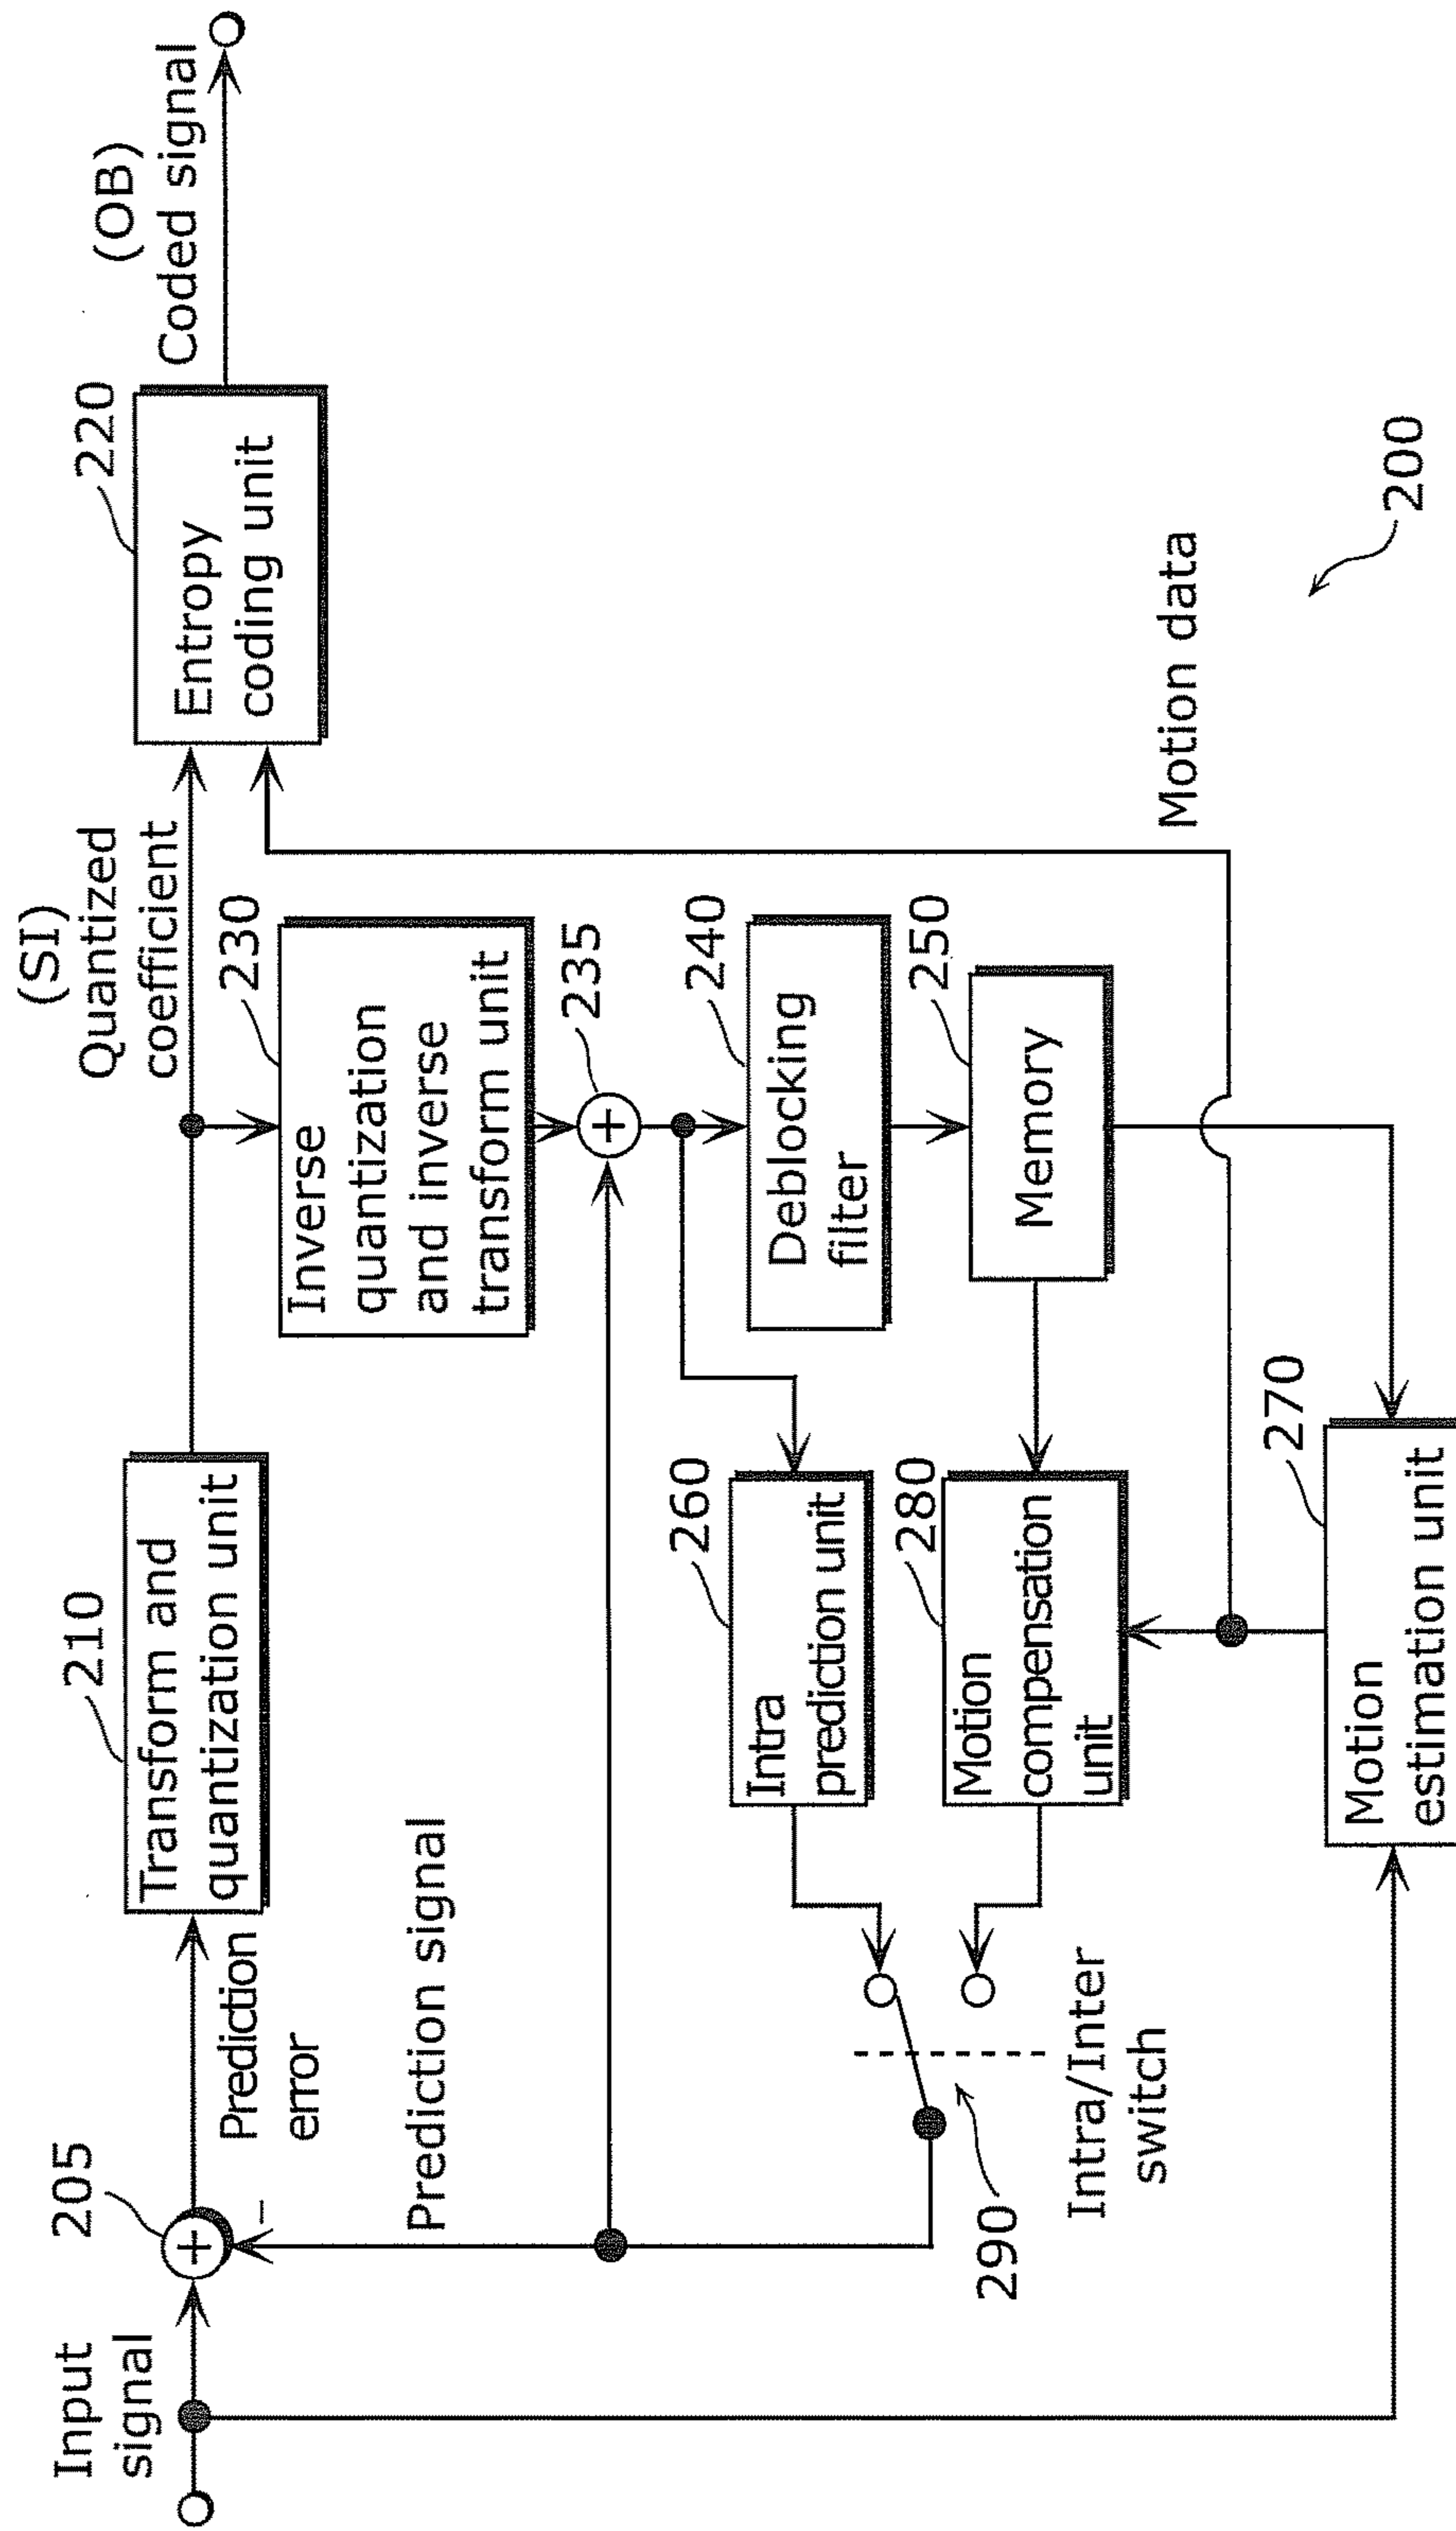 Input
signal
205
Prediction
error
210
Transform and
quantization unit
(SI)
Quantized
coefficient
220
Entropy
coding unit
(OB)
Coded signal
230
Inverse
quantization
and inverse
transform unit
235
Prediction signal
240
Deblocking
filter
250
Memory
260
Intra
prediction unit
280
Motion
compensation
unit
290
Intra/Inter
switch
270
Motion
estimation unit
Motion data
200
+
−
+